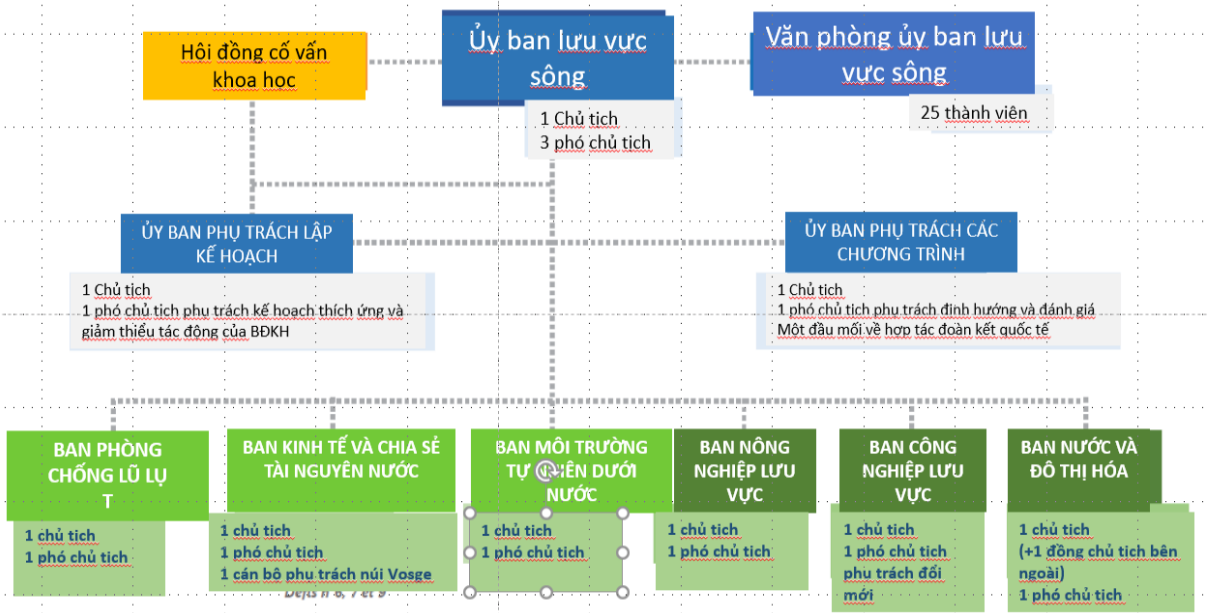 Hội đồng cố vấn
khoa học
Ủy ban lưu vực
sông
Văn phòng ủy ban lưu
vực sông
1 Chủ tịch
3 phó chủ tịch
25 thành viên
ỦY BAN PHỤ TRÁCH LẬP
KẾ HOẠCH
1 Chủ tịch
1 phó chủ tịch phụ trách kế hoạch thích ứng và
giảm thiểu tác động của BĐKH
ỦY BAN PHỤ TRÁCH CÁC
CHƯƠNG TRÌNH
1 Chủ tịch
1 phó chủ tịch phụ trách định hướng và đánh giá
Một đầu mối về hợp tác đoàn kết quốc tế
BAN PHÒNG
CHỐNG LŨ LỤ
T
1 chủ tịch
1 phó chủ tịch
BAN KINH TẾ VÀ CHIA SẺ
TÀI NGUYÊN NƯỚC
1 chủ tịch
1 phó chủ tịch
1 cán bộ phụ trách núi Vosge
Défis n°6, 7 et 9
BAN MÔI TRƯỜNG
TỰ NHIÊN DƯỚI
NƯỚC
1 chủ tịch
1 phó chủ tịch
BAN NÔNG
NGHIỆP LƯU
VỰC
1 chủ tịch
1 phó chủ tịch
BAN CÔNG
NGHIỆP LƯU
VỰC
1 chủ tịch
1 phó chủ tịch
phụ trách đổi
mới
BAN NƯỚC VÀ
ĐÔ THỊ HÓA
1 chủ tịch
(+1 đồng chủ tịch bên
ngoài)
1 phó chủ tịch